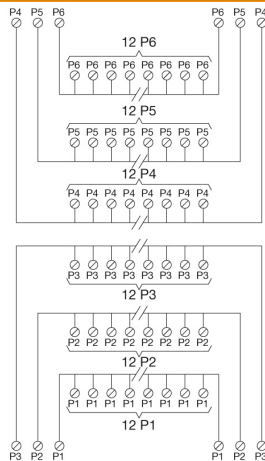 P4 P5 P6 P6 P5 P4
12 P6
P6 P6 P6 P6 P6 P6 P6 P6
12 P5
P5 P5 P5 P5 P5 P5 P5 P5
12 P4
P4 P4 P4 P4 P4 P4 P4 P4
P3 P3 P3 P3 P3 P3 P3 P3
12 P3
P2 P2 P2 P2 P2 P2 P2 P2
12 P2
P1 P1 P1 P1 P1 P1 P1 P1
12 P1
P3 P2 P1 P1 P2 P3